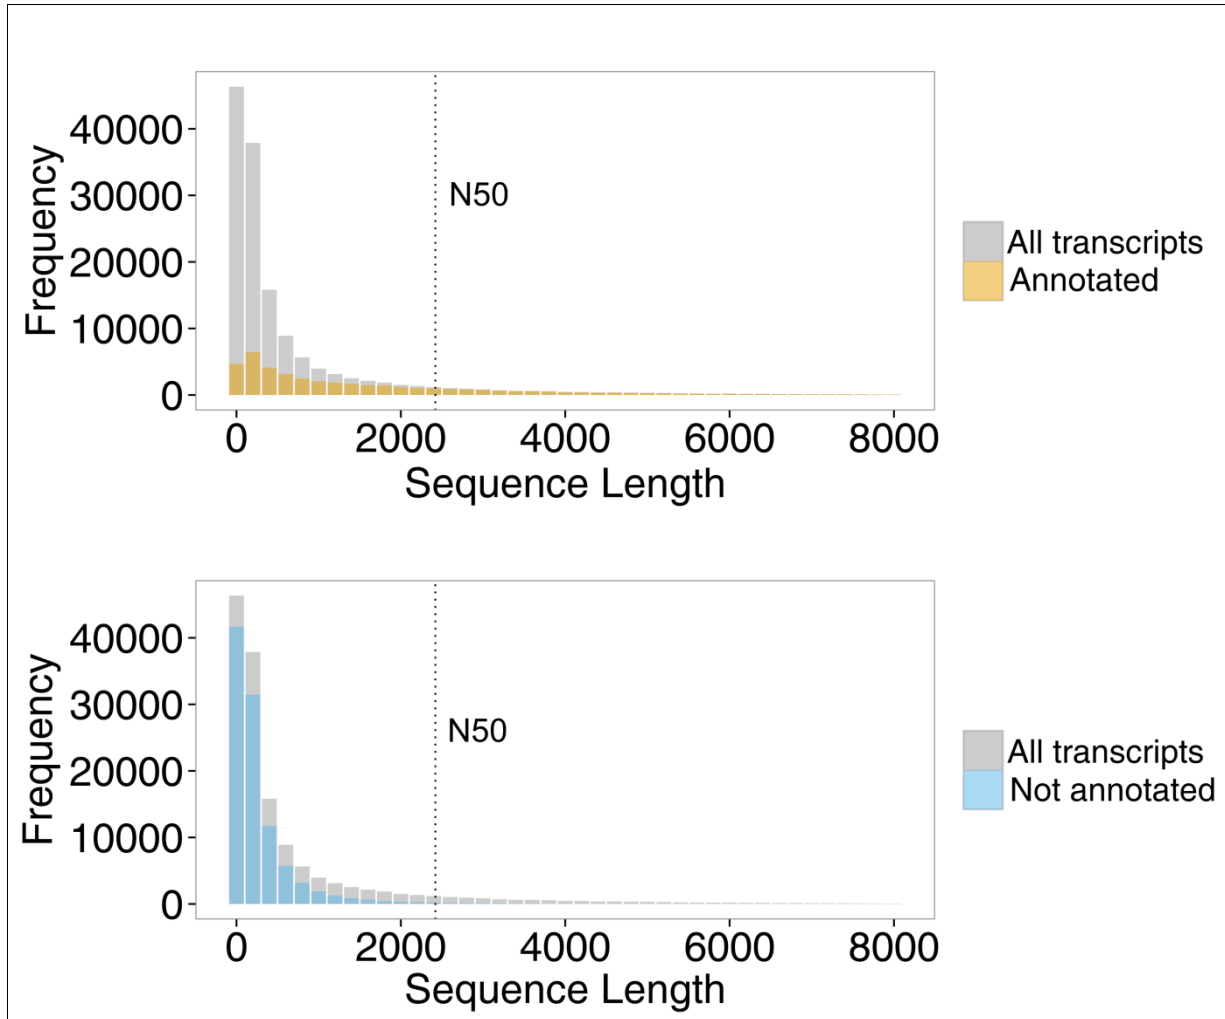 Frequency
40000
30000
20000
10000
0
N50
0 2000 4000 6000 8000
Sequence Length
All transcripts
Annotated
Frequency
40000
30000
20000
10000
0
N50
0 2000 4000 6000 8000
Sequence Length
All transcripts
Not annotated